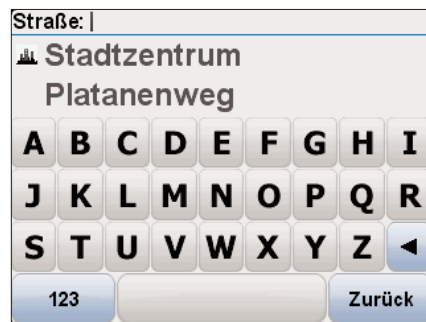 Straße:
Stadtzentrum
Platanenweg
A B C D E F G H I
J K L M N O P Q R
S T U V W X Y Z
123 Zurück